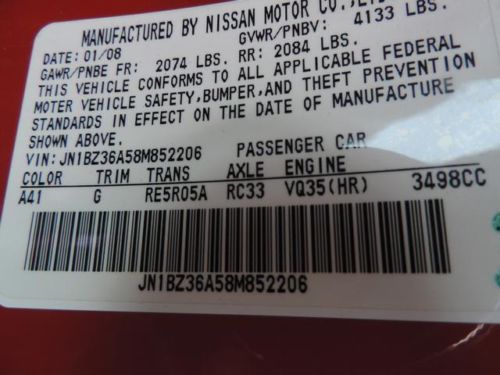 MANUFACTURED BY NISSAN MOTOR CO.,LTD
DATE: 01/08 GVWR/PNBV: 4133 LBS.
GAWR/PNBE FR: 2074 LBS. RR: 2084 LBS.
THIS VEHICLE CONFORMS TO ALL APPLICABLE FEDERAL
MOTOR VEHICLE SAFETY,BUMPER,AND THEFT PREVENTION
STANDARDS IN EFFECT ON THE DATE OF MANUFACTURE
SHOWN ABOVE.
VIN: JN1BZ36A58M852206 PASSENGER CAR
COLOR TRIM TRANS AXLE ENGINE
A41 G RE5R05A RC33 VQ35(HR) 3498CC
JN1BZ36A58M852206